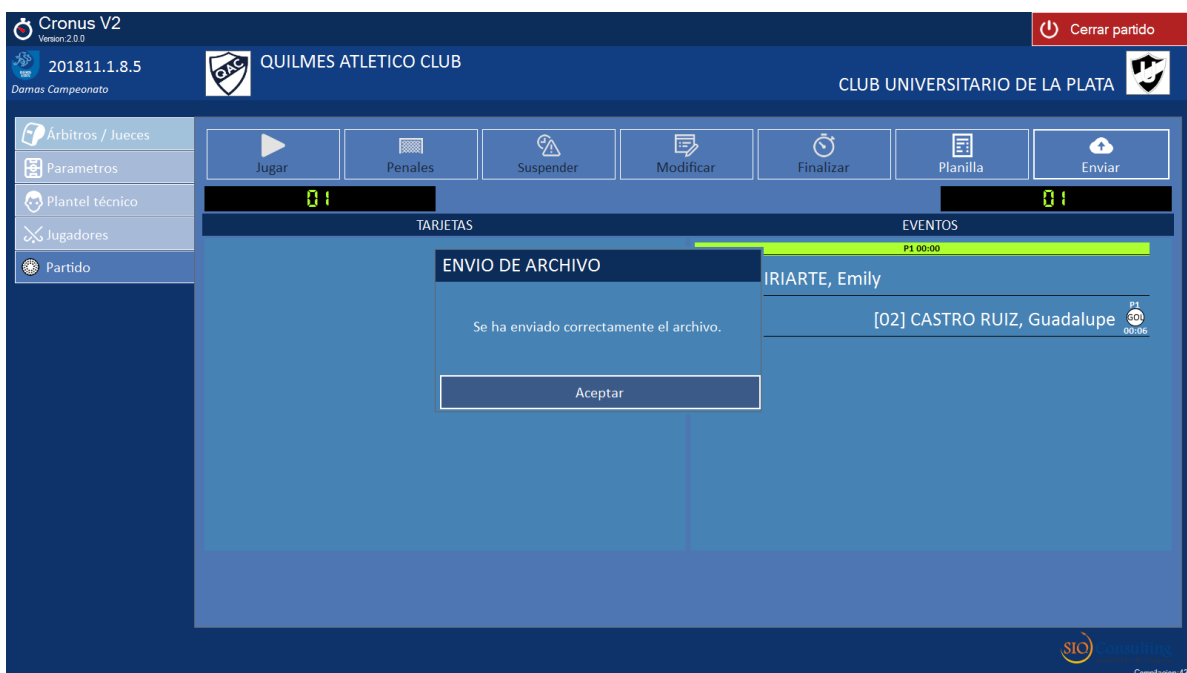 Cronus V2
Version:2.0.0
Cerrar partido
201811.1.8.5
Damas Campeonato
QAC
QUILMES ATLETICO CLUB
CLUB UNIVERSITARIO DE LA PLATA
Árbitros / Jueces
Parametros
Plantel técnico
Jugadores
Partido
Jugar
Penales
Suspender
Modificar
Finalizar
Planilla
Enviar
01
01
TARJETAS
EVENTOS
P1 00:00
IRIARTE, Emily
[02] CASTRO RUIZ, Guadalupe
P1
GOL
00:06
ENVIO DE ARCHIVO
Se ha enviado correctamente el archivo.
Aceptar
SIO Consulting